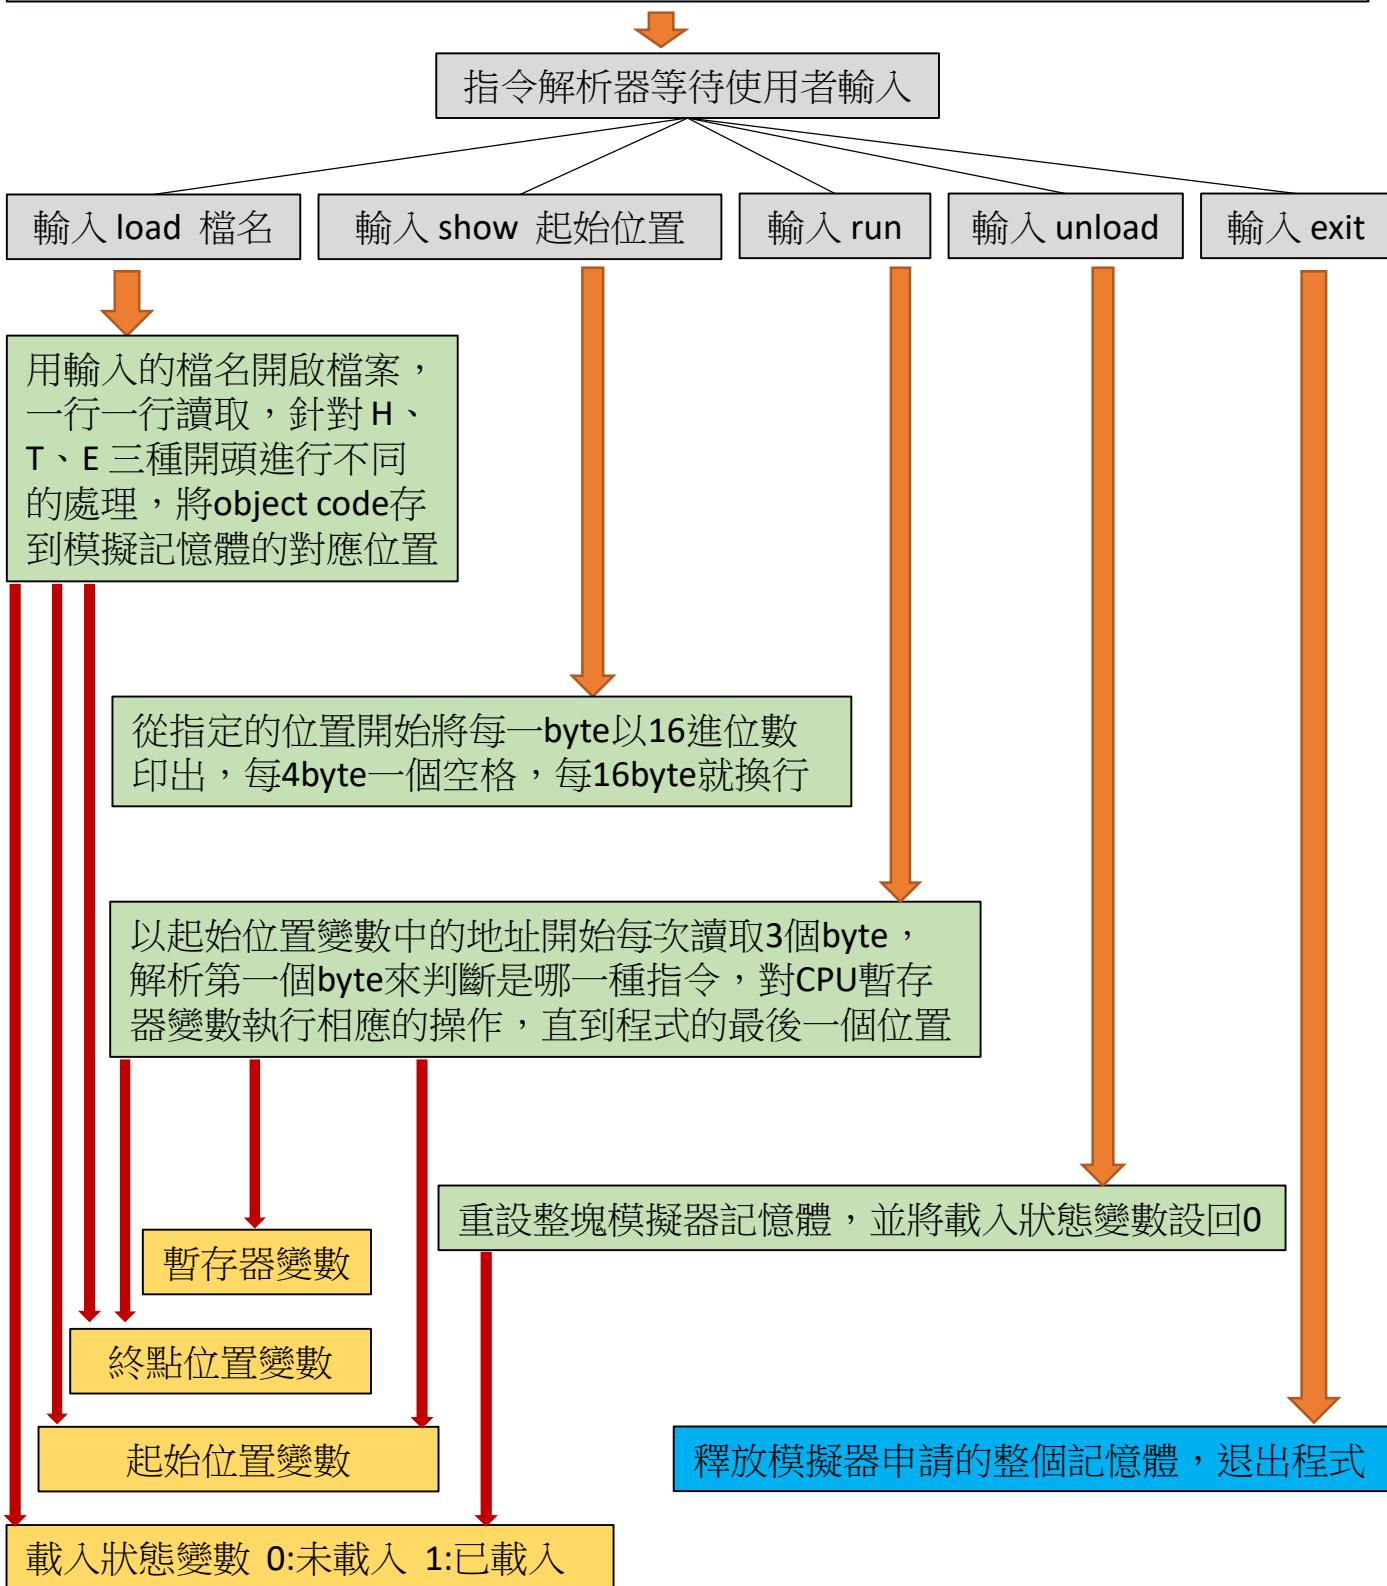 指令解析器等待使用者輸入
輸入 load 檔名
輸入 show 起始位置
輸入 run
輸入 unload
輸入 exit
用輸入的檔名開啟檔案，
一行一行讀取，針對 H、
T、E 三種開頭進行不同
的處理，將object code存
到模擬記憶體的對應位置
從指定的位置開始將每一byte以16進位數
印出，每4byte一個空格，每16byte就換行
以起始位置變數中的地址開始每次讀取3個byte，
解析第一個byte來判斷是哪一種指令，對CPU暫存
器變數執行相應的操作，直到程式的最後一個位置
重設整塊模擬器記憶體，並將載入狀態變數設回0
暫存器變數
終點位置變數
起始位置變數
釋放模擬器申請的整個記憶體，退出程式
載入狀態變數 0:未載入 1:已載入